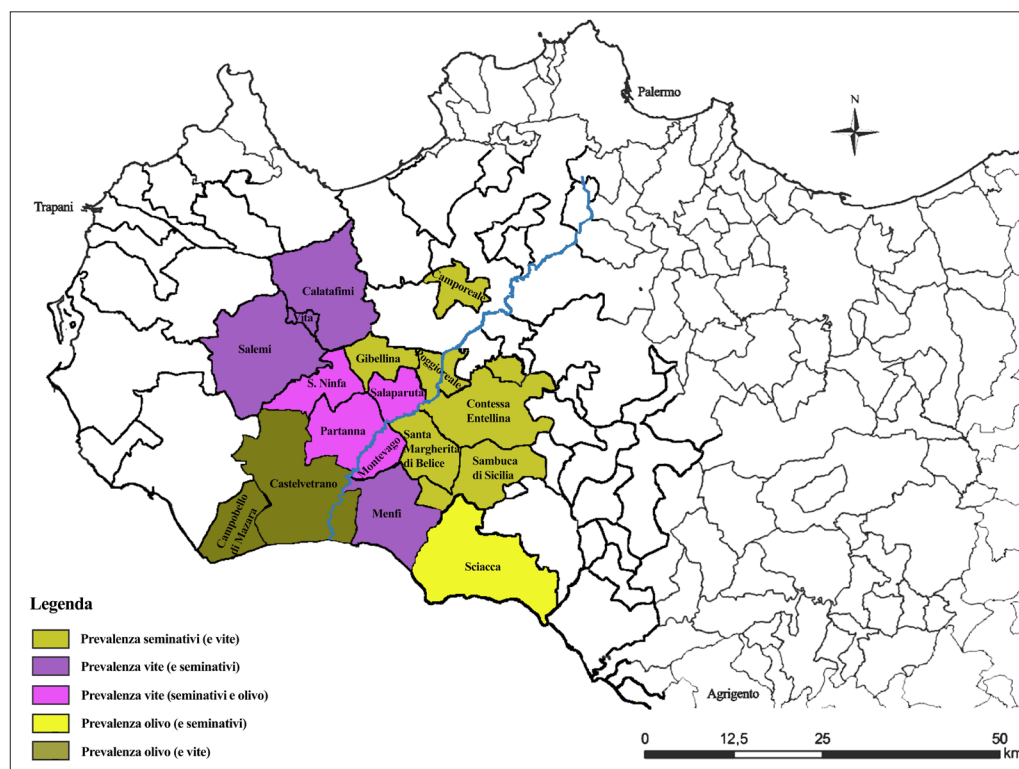 Palermo
N
Trapani
Calatafimi
Vita
Camporeale
Salemi
Gibellina
Poggioreale
S. Ninfa
Salaparuta
Contessa
Entellina
Partanna
Montevago
Santa
Margherita
di Belice
Sambuca
di Sicilia
Castelvetrano
Campobello
di Mazara
Menfi
Sciacca
Agrigento
Legenda
Prevalenza seminativi (e vite)
Prevalenza vite (e seminativi)
Prevalenza vite (seminativi e olivo)
Prevalenza olivo (e seminativi)
Prevalenza olivo (e vite)
0 12,5 25 50
km